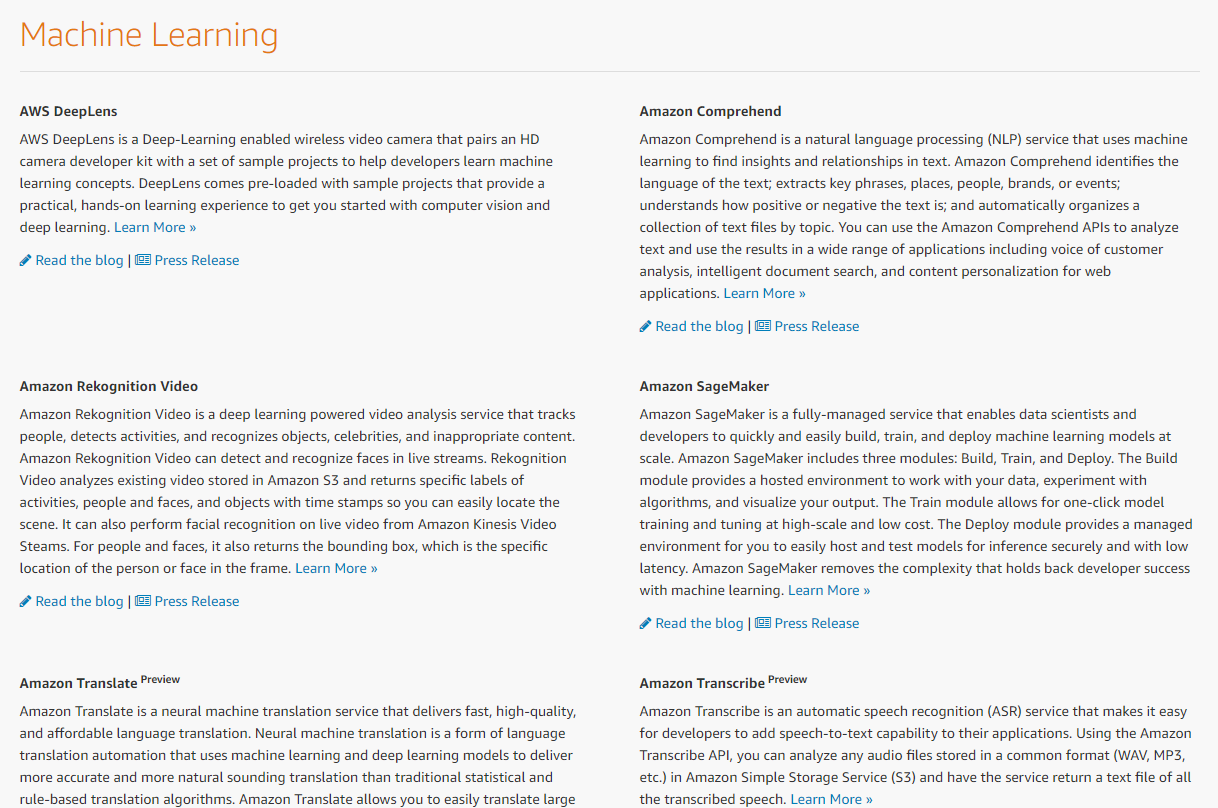 Machine Learning
AWS DeepLens
AWS DeepLens is a Deep-Learning enabled wireless video camera that pairs an HD
camera developer kit with a set of sample projects to help developers learn machine
learning concepts. DeepLens comes pre-loaded with sample projects that provide a
practical, hands-on learning experience to get you started with computer vision and
deep learning. Learn More »
Read the blog | Press Release
Amazon Comprehend
Amazon Comprehend is a natural language processing (NLP) service that uses machine
learning to find insights and relationships in text. Amazon Comprehend identifies the
language of the text; extracts key phrases, places, people, brands, or events;
understands how positive or negative the text is; and automatically organizes a
collection of text files by topic. You can use the Amazon Comprehend APIs to analyze
text and use the results in a wide range of applications including voice of customer
analysis, intelligent document search, and content personalization for web
applications. Learn More »
Read the blog | Press Release
Amazon Rekognition Video
Amazon Rekognition Video is a deep learning powered video analysis service that tracks
people, detects activities, and recognizes objects, celebrities, and inappropriate content.
Amazon Rekognition Video can detect and recognize faces in live streams. Rekognition
Video analyzes existing video stored in Amazon S3 and returns specific labels of
activities, people and faces, and objects with time stamps so you can easily locate the
scene. It can also perform facial recognition on live video from Amazon Kinesis Video
Steams. For people and faces, it also returns the bounding box, which is the specific
location of the person or face in the frame. Learn More »
Read the blog | Press Release
Amazon SageMaker
Amazon SageMaker is a fully-managed service that enables data scientists and
developers to quickly and easily build, train, and deploy machine learning models at
scale. Amazon SageMaker includes three modules: Build, Train, and Deploy. The Build
module provides a hosted environment to work with your data, experiment with
algorithms, and visualize your output. The Train module allows for one-click model
training and tuning at high-scale and low cost. The Deploy module provides a managed
environment for you to easily host and test models for inference securely and with low
latency. Amazon SageMaker removes the complexity that holds back developer success
with machine learning. Learn More »
Read the blog | Press Release
Amazon Translate Preview
Amazon Translate is a neural machine translation service that delivers fast, high-quality,
and affordable language translation. Neural machine translation is a form of language
translation automation that uses machine learning and deep learning models to deliver
more accurate and more natural sounding translation than traditional statistical and
rule-based translation algorithms. Amazon Translate allows you to easily translate large
Amazon Transcribe Preview
Amazon Transcribe is an automatic speech recognition (ASR) service that makes it easy
for developers to add speech-to-text capability to their applications. Using the Amazon
Transcribe API, you can analyze any audio files stored in a common format (WAV, MP3,
etc.) in Amazon Simple Storage Service (S3) and have the service return a text file of all
the transcribed speech. Learn More »